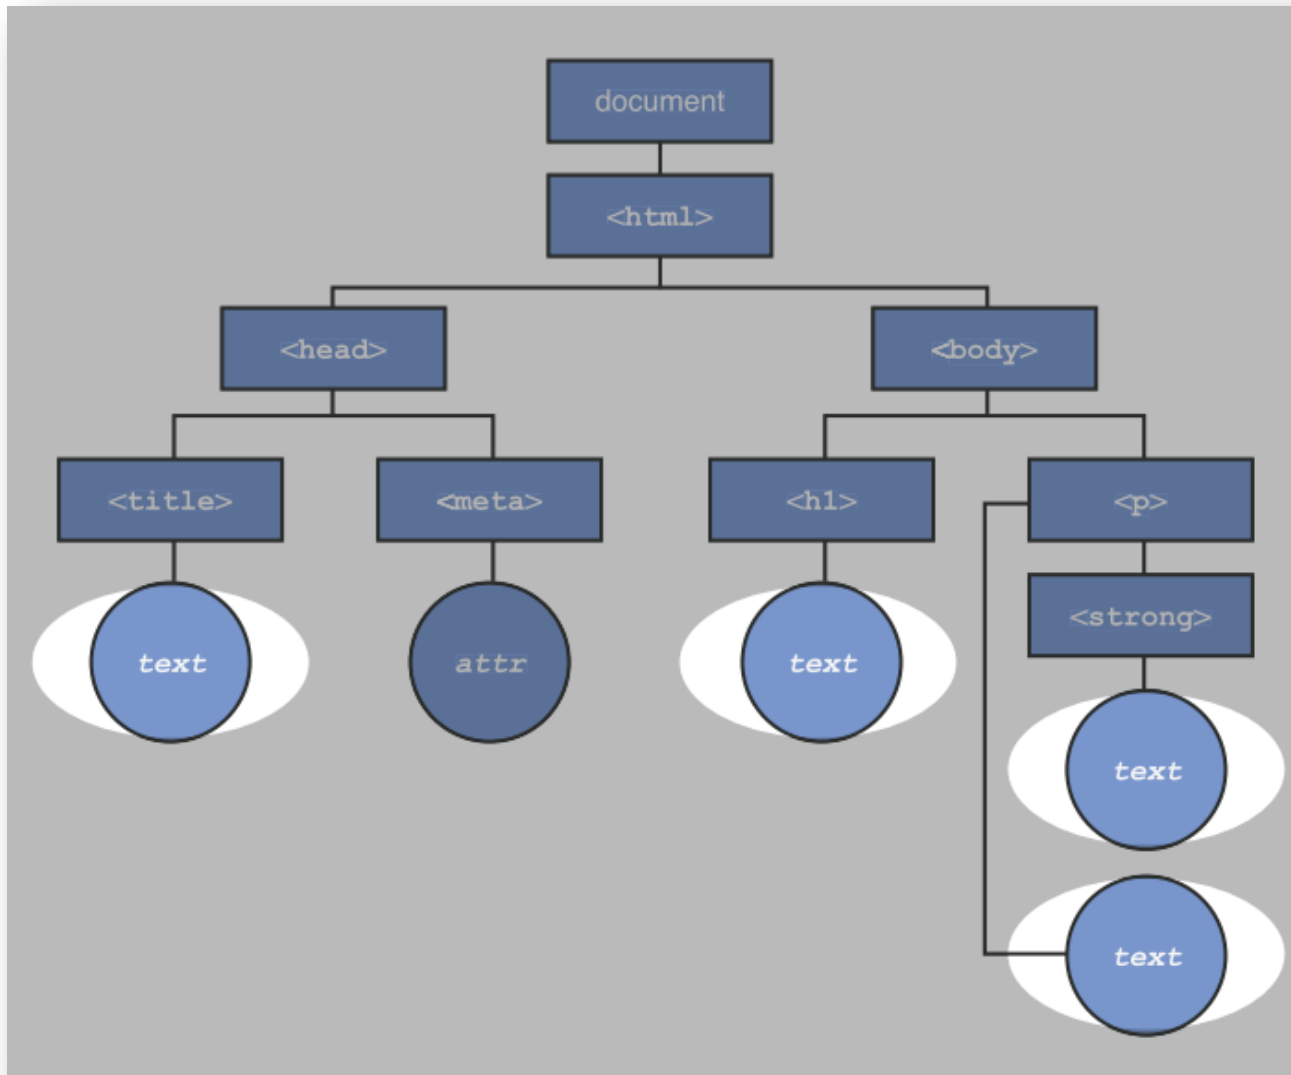 document
<html>
<head>
<body>
<title>
<meta>
<h1>
<p>
<strong>
text
attr
text
text
text